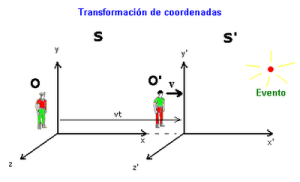 Transformación de coordenadas
S S'
y y'
O O' v
Evento
vt
x x'
z z'